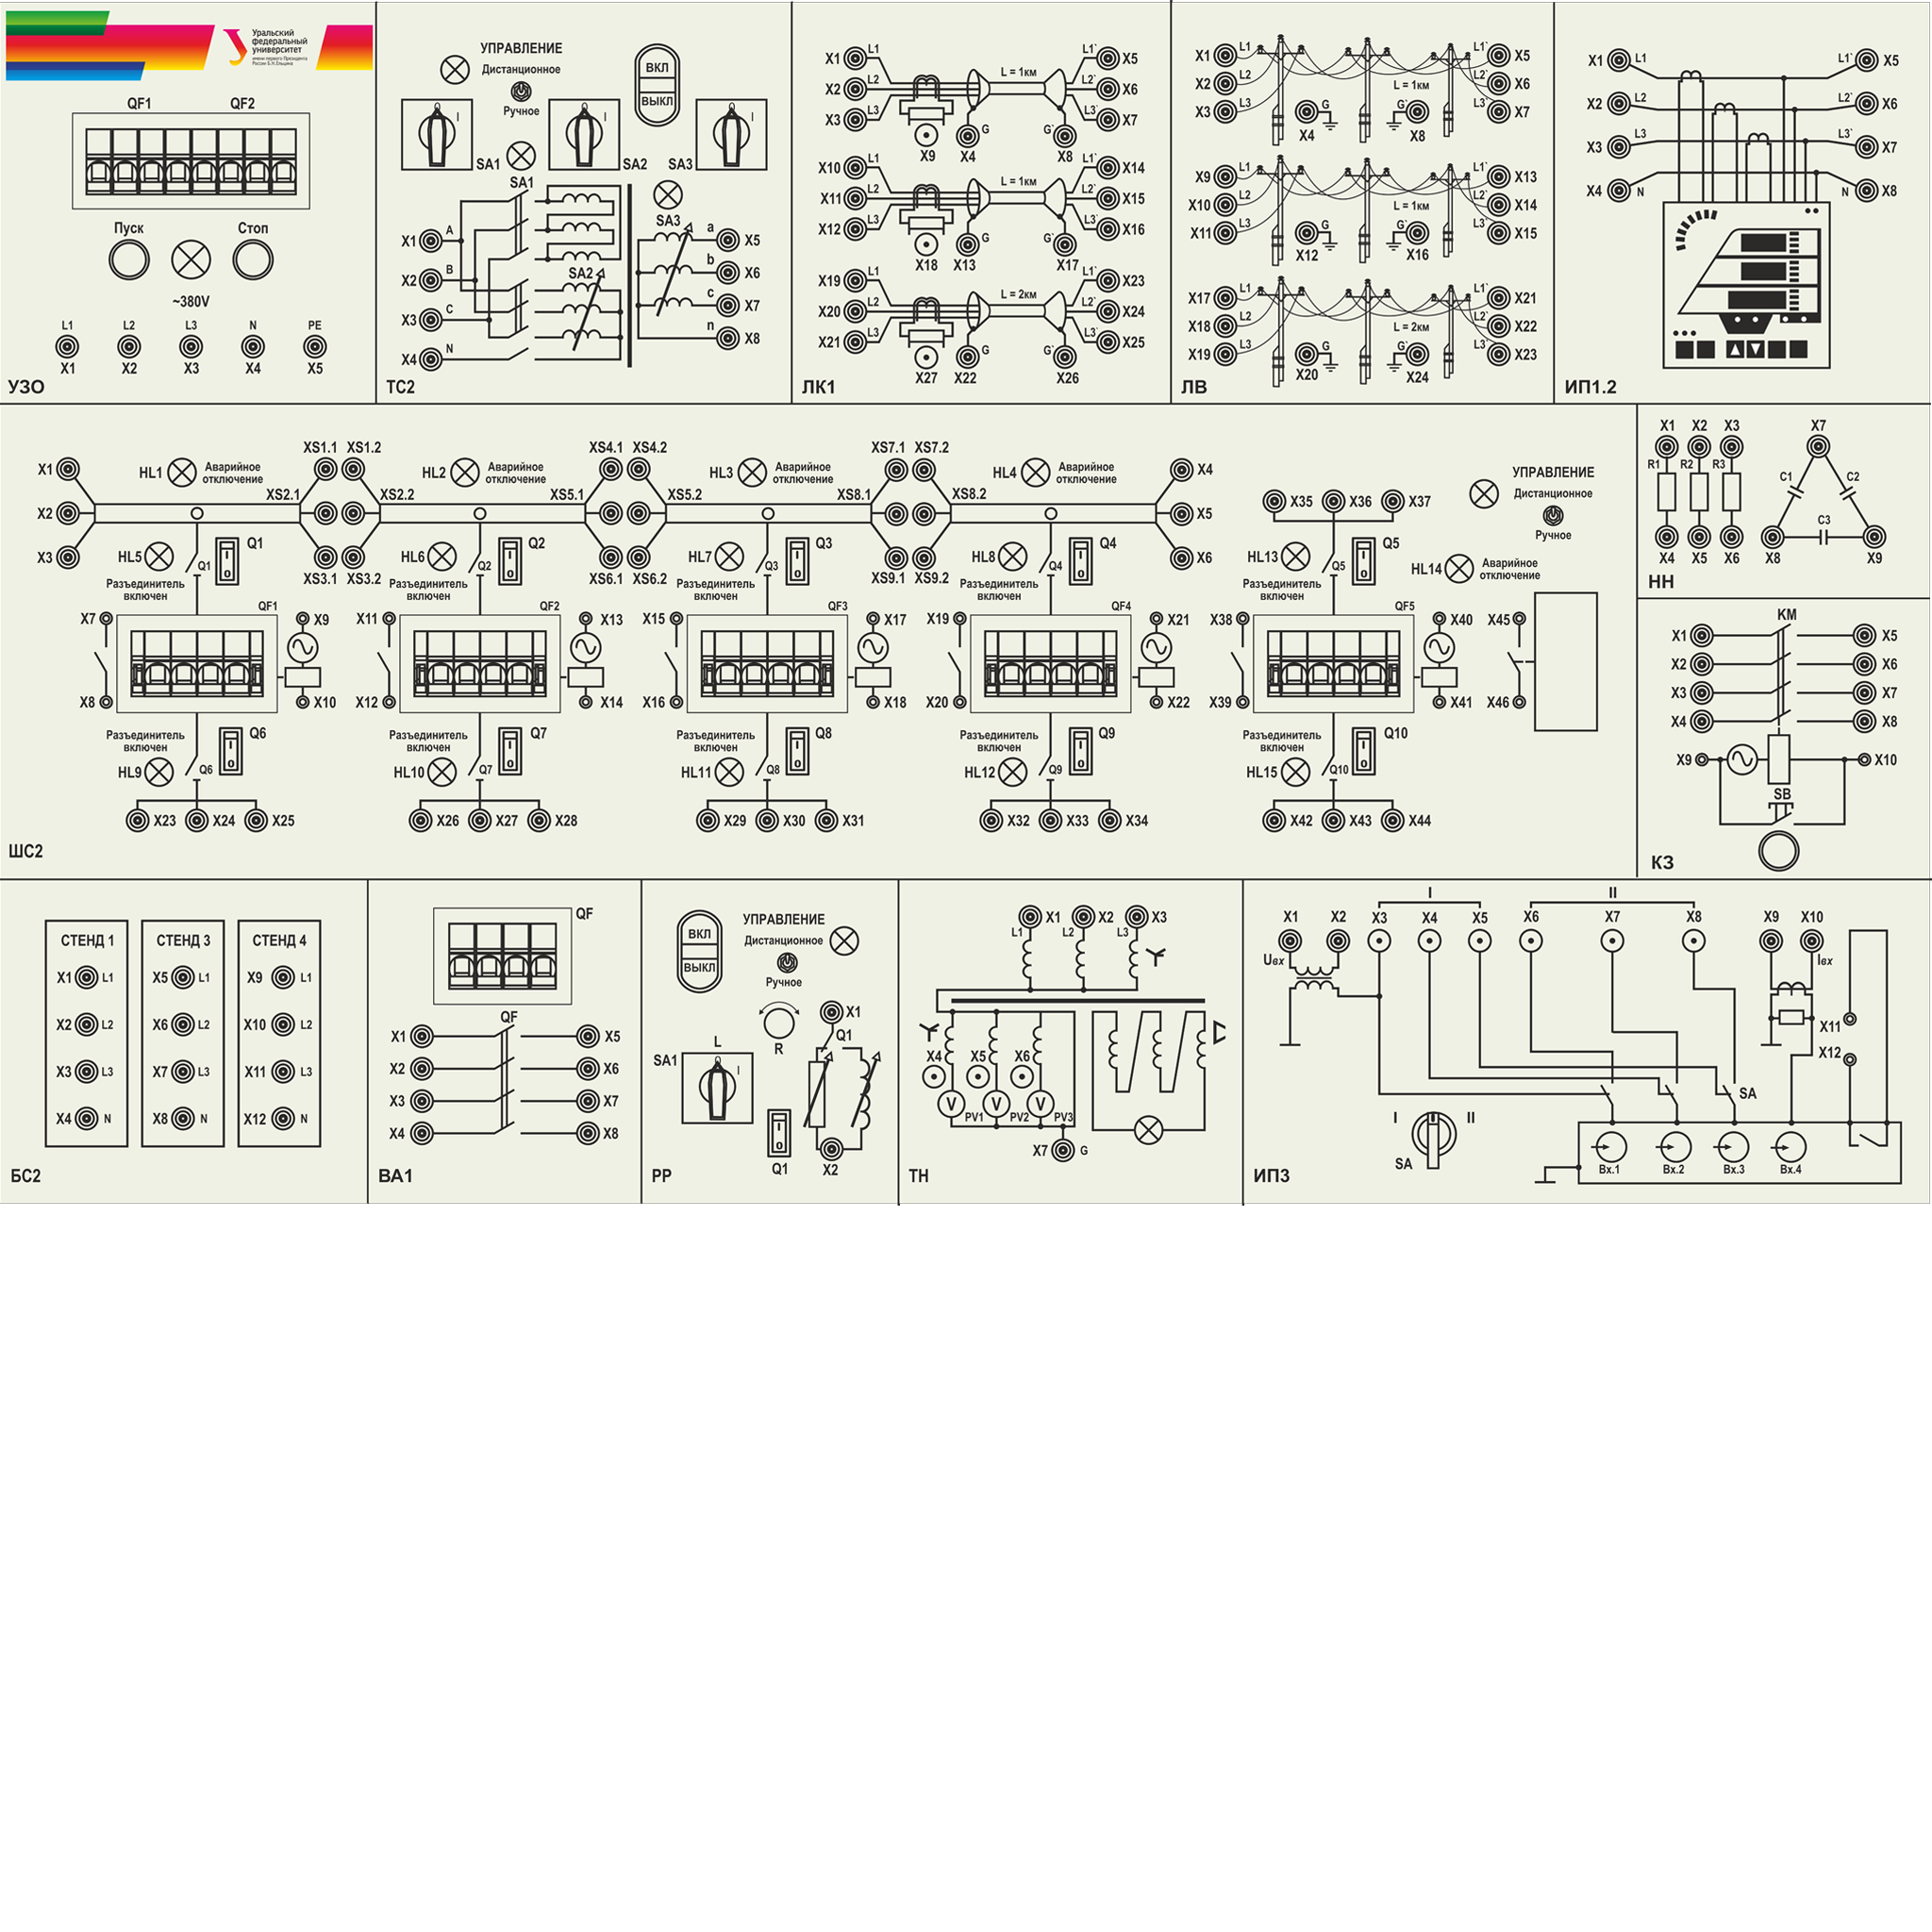 Уральский
федеральный
университет
имени первого Президента
России Б.Н.Ельцина
QF1 QF2
Пуск Стоп
~380V
L1 L2 L3 N PE
X1 X2 X3 X4 X5
УЗО
УПРАВЛЕНИЕ
Дистанционное
Ручное
ВКЛ
ВЫКЛ
0 I
0 I
0 I
SA1 SA2 SA3
SA1
SA3
SA2
X1 A
X2 B
X3 C
X4 N
a X5
b X6
c X7
n X8
ТС2
X1 L1 L1` X5
X2 L2 L = 1км L2` X6
X3 L3 L3` X7
X9 X4 G G` X8
X10 L1 L1` X14
X11 L2 L = 1км L2` X15
X12 L3 L3` X16
X18 X13 G G` X17
X19 L1 L1` X23
X20 L2 L = 2км L2` X24
X21 L3 L3` X25
X27 X22 G G` X26
ЛК1
X1 L1 L1` X5
X2 L2 L = 1км L2` X6
X3 L3 L3` X7
X4 G G` X8
X9 L1 L1` X13
X10 L2 L = 1км L2` X14
X11 L3 L3` X15
X12 G G` X16
X17 L1 L1` X21
X18 L2 L = 2км L2` X22
X19 L3 L3` X23
X20 G G` X24
ЛВ
X1 L1 L1` X5
X2 L2 L2` X6
X3 L3 L3` X7
X4 N N X8
ИП1.2
X1 XS1.1 XS1.2 XS4.1 XS4.2 XS7.1 XS7.2 X4
HL1 Аварийное отключение
HL2 Аварийное отключение
HL3 Аварийное отключение
HL4 Аварийное отключение
X2 XS2.1 XS2.2 XS5.1 XS5.2 XS8.1 XS8.2 X5
X3 XS3.1 XS3.2 XS6.1 XS6.2 XS9.1 XS9.2 X6
X35 X36 X37
УПРАВЛЕНИЕ
Дистанционное
Ручное
HL14 Аварийное
отключение
HL5 Q1 Q1 HL6 Q2 Q2 HL7 Q3 Q3 HL8 Q4 Q4 HL13 Q5 Q5
Разъединитель Разъединитель Разъединитель Разъединитель Разъединитель
включен включен включен включен включен
QF1 QF2 QF3 QF4 QF5
X7 X9 X11 X13 X15 X17 X19 X21 X38 X40 X45
X8 X10 X12 X14 X16 X18 X20 X22 X39 X41 X46
Разъединитель Разъединитель Разъединитель Разъединитель Разъединитель
включен включен включен включен включен
HL9 Q6 Q6 HL10 Q7 Q7 HL11 Q8 Q8 HL12 Q9 Q9 HL15 Q10 Q10
X23 X24 X25 X26 X27 X28 X29 X30 X31 X32 X33 X34 X42 X43 X44
ШС2
X1 X2 X3 X7
R1 R2 R3 C1 C2
C3
X4 X5 X6 X8 X9
НН
KM
X1 X5
X2 X6
X3 X7
X4 X8
X9 X10
SB
КЗ
СТЕНД 1 СТЕНД 3 СТЕНД 4
X1 L1 X5 L1 X9 L1
X2 L2 X6 L2 X10 L2
X3 L3 X7 L3 X11 L3
X4 N X8 N X12 N
БС2
QF
QF
X1 X5
X2 X6
X3 X7
X4 X8
ВА1
ВКЛ
ВЫКЛ
УПРАВЛЕНИЕ
Дистанционное
Ручное
X1
R
Q1
L
SA1
0 I
Q1
X2
РР
X1 X2 X3
L1 L2 L3
X4 X5 X6
V V V
PV1 PV2 PV3
X7 G
ТН
I II
X1 X2 X3 X4 X5 X6 X7 X8 X9 X10
Uвх Iвх
X11
X12
SA
I II
SA
Вх.1 Вх.2 Вх.3 Вх.4
ИП3